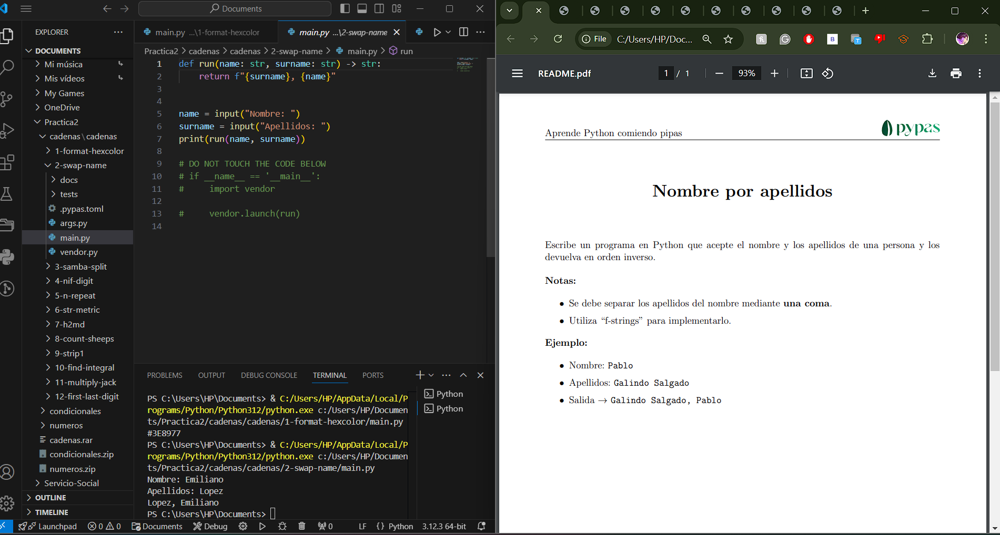 Documents
EXPLORER
DOCUMENTS
Mi música
Mis vídeos
My Games
OneDrive
Practica2
cadenas\cadenas
1-format-hexcolor
2-swap-name
docs
tests
.pypas.toml
args.py
main.py
vendor.py
3-samba-split
4-nif-digit
5-n-repeat
6-str-metric
7-h2md
8-count-sheeps
9-strip1
10-find-integral
11-multiply-jack
12-first-last-digit
condicionales
numeros
cadenas.rar
condicionales.zip
numeros.zip
Servicio-Social
OUTLINE
TIMELINE
main.py ...\1-format-hexcolor
main.py ...\2-swap-name
Practica2 > cadenas > cadenas > 2-swap-name > main.py > run
1 def run(name: str, surname: str) -> str:
2     return f"{surname}, {name}"
3
4
5 name = input("Nombre: ")
6 surname = input("Apellidos: ")
7 print(run(name, surname))
8
9 # DO NOT TOUCH THE CODE BELOW
10 # if __name__ == '__main__':
11 #     import vendor
12
13 #     vendor.launch(run)
14
PROBLEMS OUTPUT DEBUG CONSOLE TERMINAL PORTS
PS C:\Users\HP\Documents> & C:/Users/HP/AppData/Local/P
rograms/Python/Python312/python.exe c:/Users/HP/Documen
ts/Practica2/cadenas/cadenas/1-format-hexcolor/main.py
#3E8977
PS C:\Users\HP\Documents> & C:/Users/HP/AppData/Local/P
rograms/Python/Python312/python.exe c:/Users/HP/Documen
ts/Practica2/cadenas/cadenas/2-swap-name/main.py
Nombre: Emiliano
Apellidos: Lopez
Lopez, Emiliano
PS C:\Users\HP\Documents>
Python
Python
Launchpad 0 0 Documents Debug 0 LF {} Python 3.12.3 64-bit
File C:/Users/HP/Doc...
README.pdf 1 / 1 93%
Aprende Python comiendo pipas
pypas
Nombre por apellidos
Escribe un programa en Python que acepte el nombre y los apellidos de una persona y los
devuelva en orden inverso.
Notas:
• Se debe separar los apellidos del nombre mediante una coma.
• Utiliza “f-strings” para implementarlo.
Ejemplo:
• Nombre: Pablo
• Apellidos: Galindo Salgado
• Salida → Galindo Salgado, Pablo